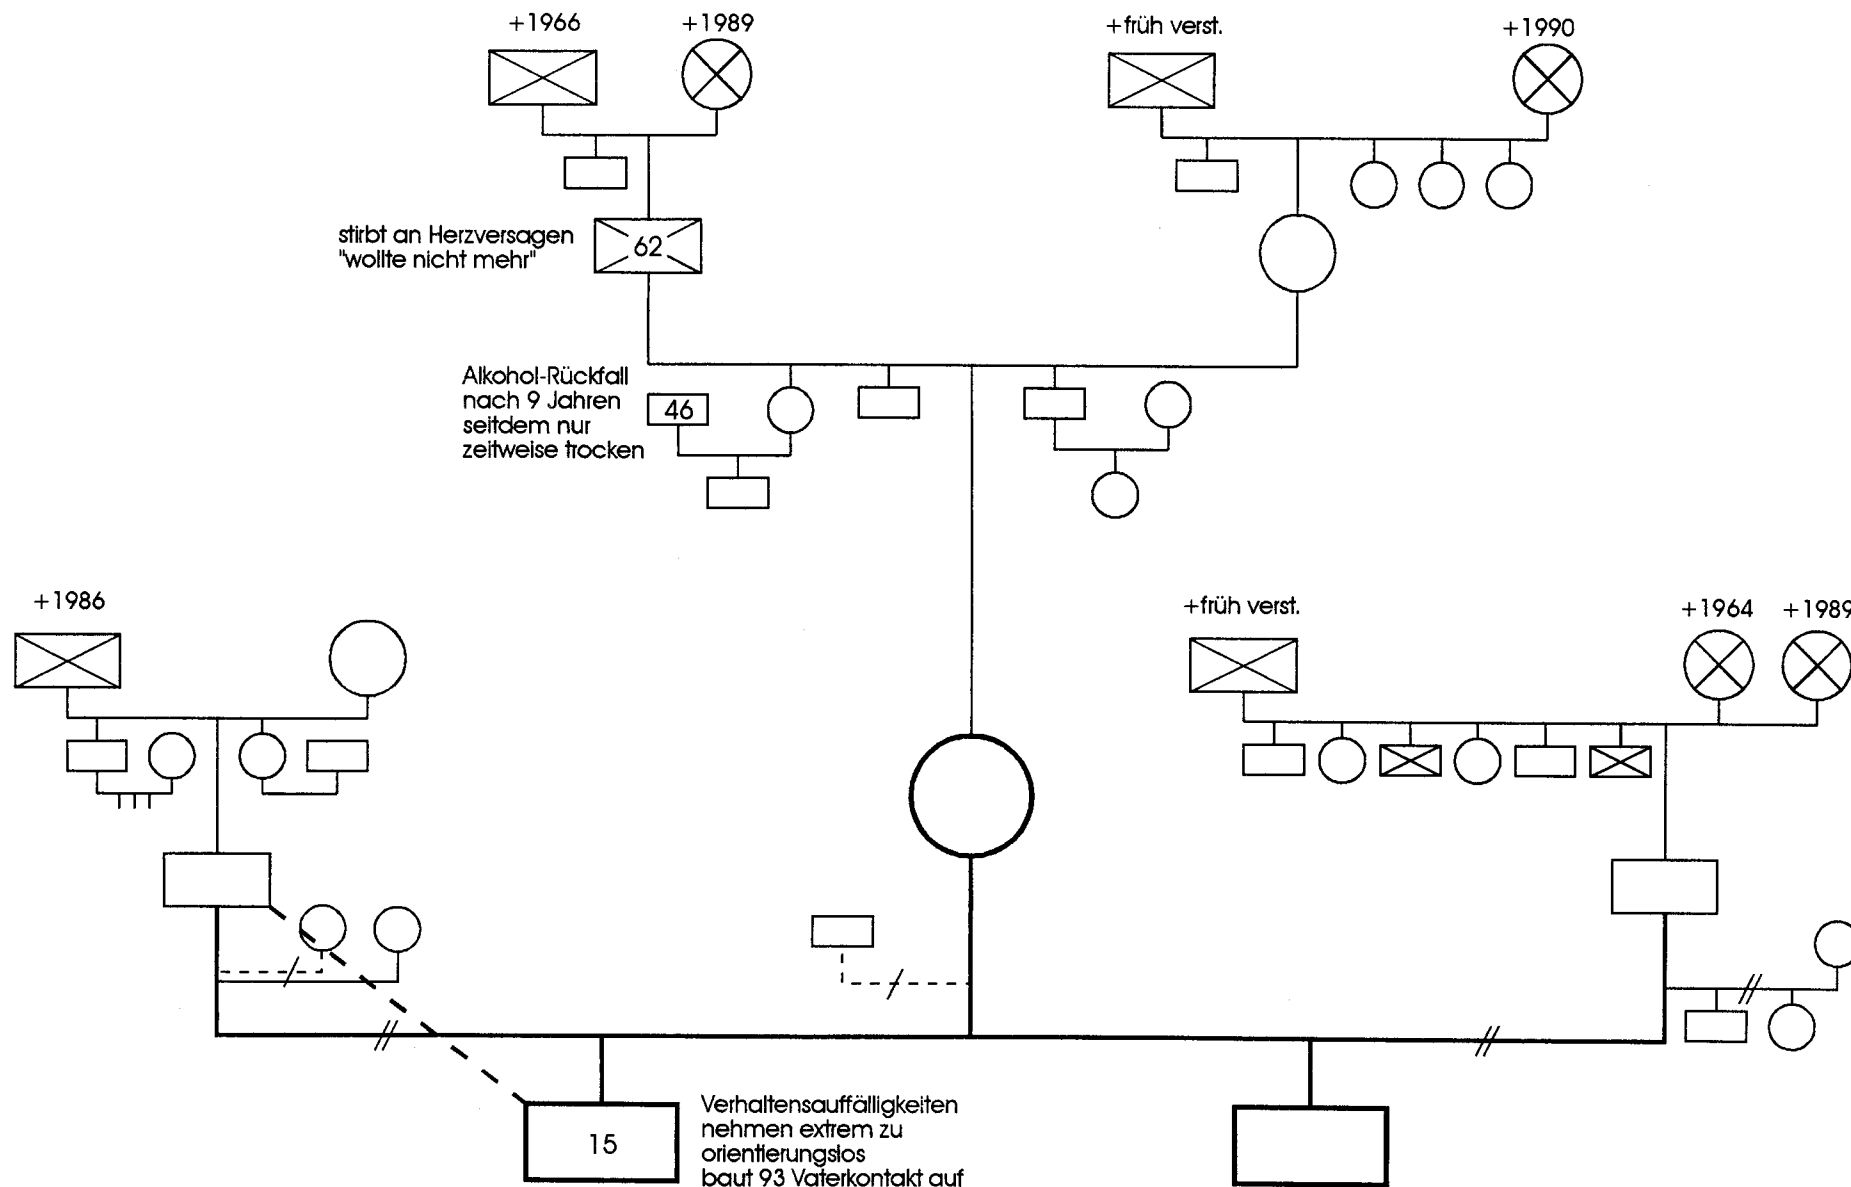 +1966
+1989
+früh verst.
+1990
stirbt an Herzversagen
"wollte nicht mehr"
62
Alkohol-Rückfall
nach 9 Jahren
seitdem nur
zeitweise trocken
46
+1986
+früh verst.
+1964
+1989
15
Verhaltensauffälligkeiten
nehmen extrem zu
orientierungslos
baut 93 Vaterkontakt auf